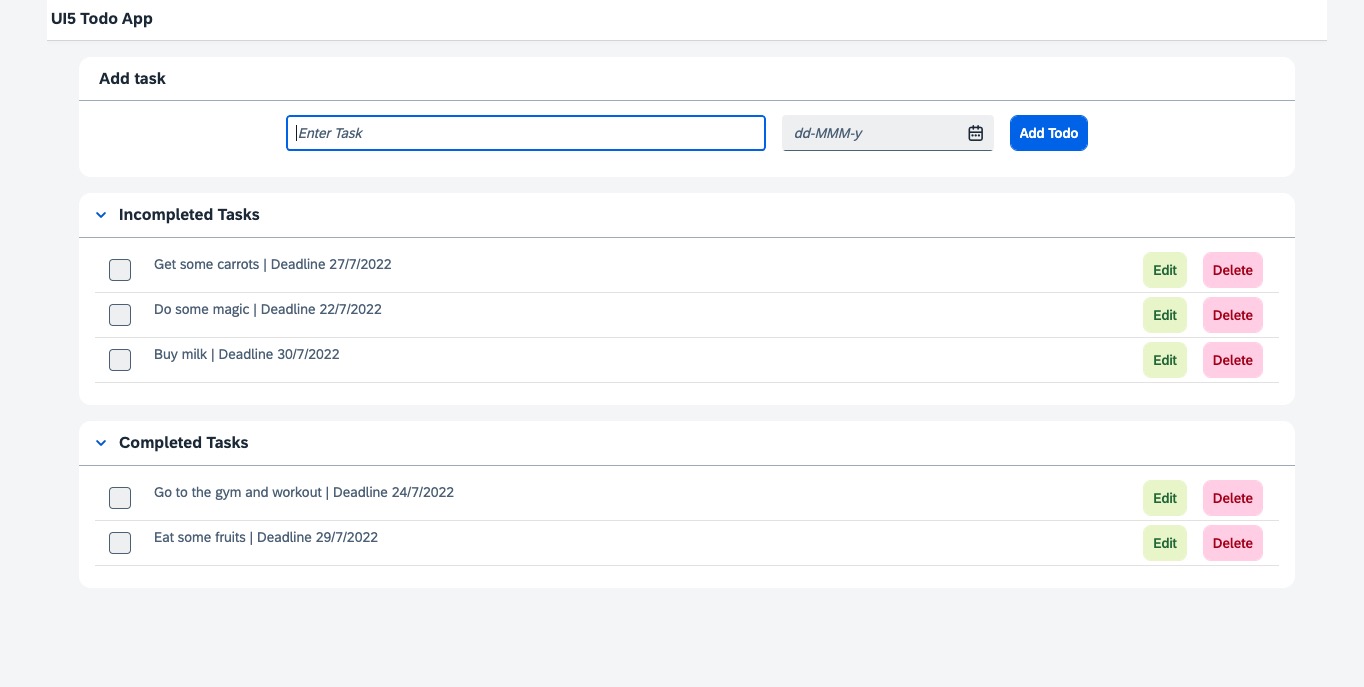 UI5 Todo App
Add task
Enter Task dd-MMM-y Add Todo
Incompleted Tasks
Get some carrots | Deadline 27/7/2022 Edit Delete
Do some magic | Deadline 22/7/2022 Edit Delete
Buy milk | Deadline 30/7/2022 Edit Delete
Completed Tasks
Go to the gym and workout | Deadline 24/7/2022 Edit Delete
Eat some fruits | Deadline 29/7/2022 Edit Delete